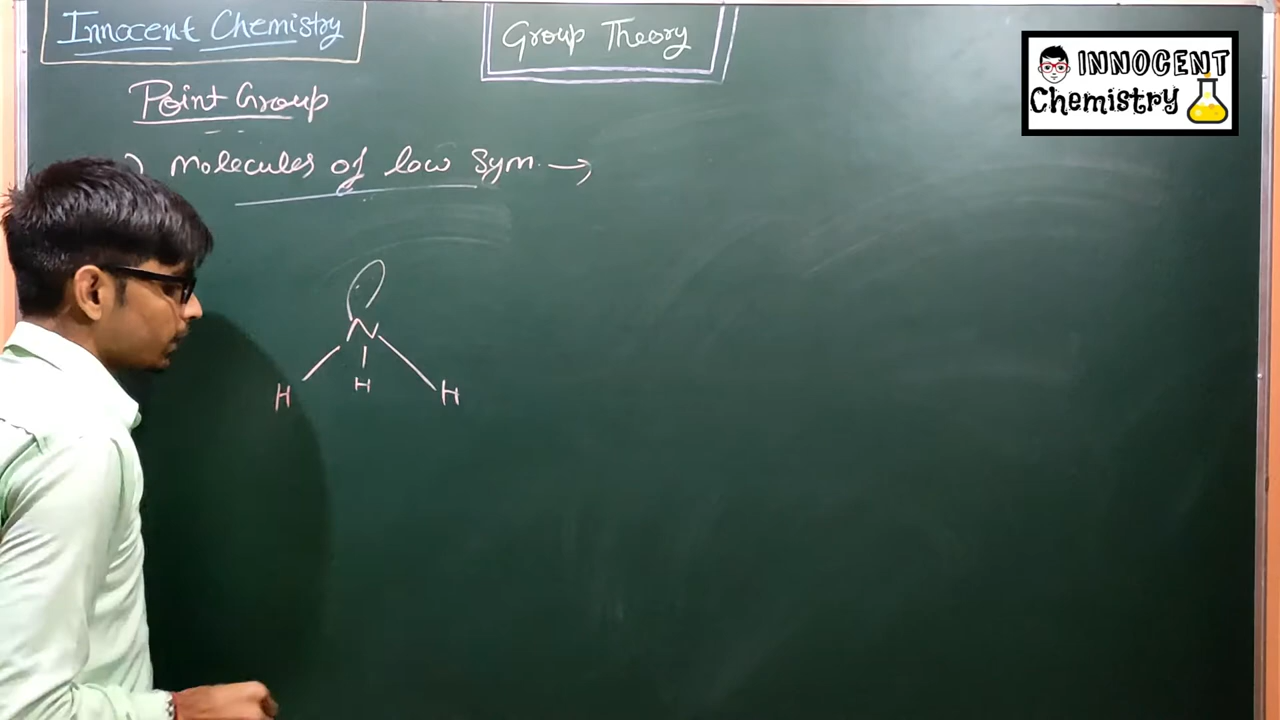 Innocent Chemistry
Group Theory
INNOCENT
Chemistry
Point Group
) Molecules of low Sym. →
N
H H H